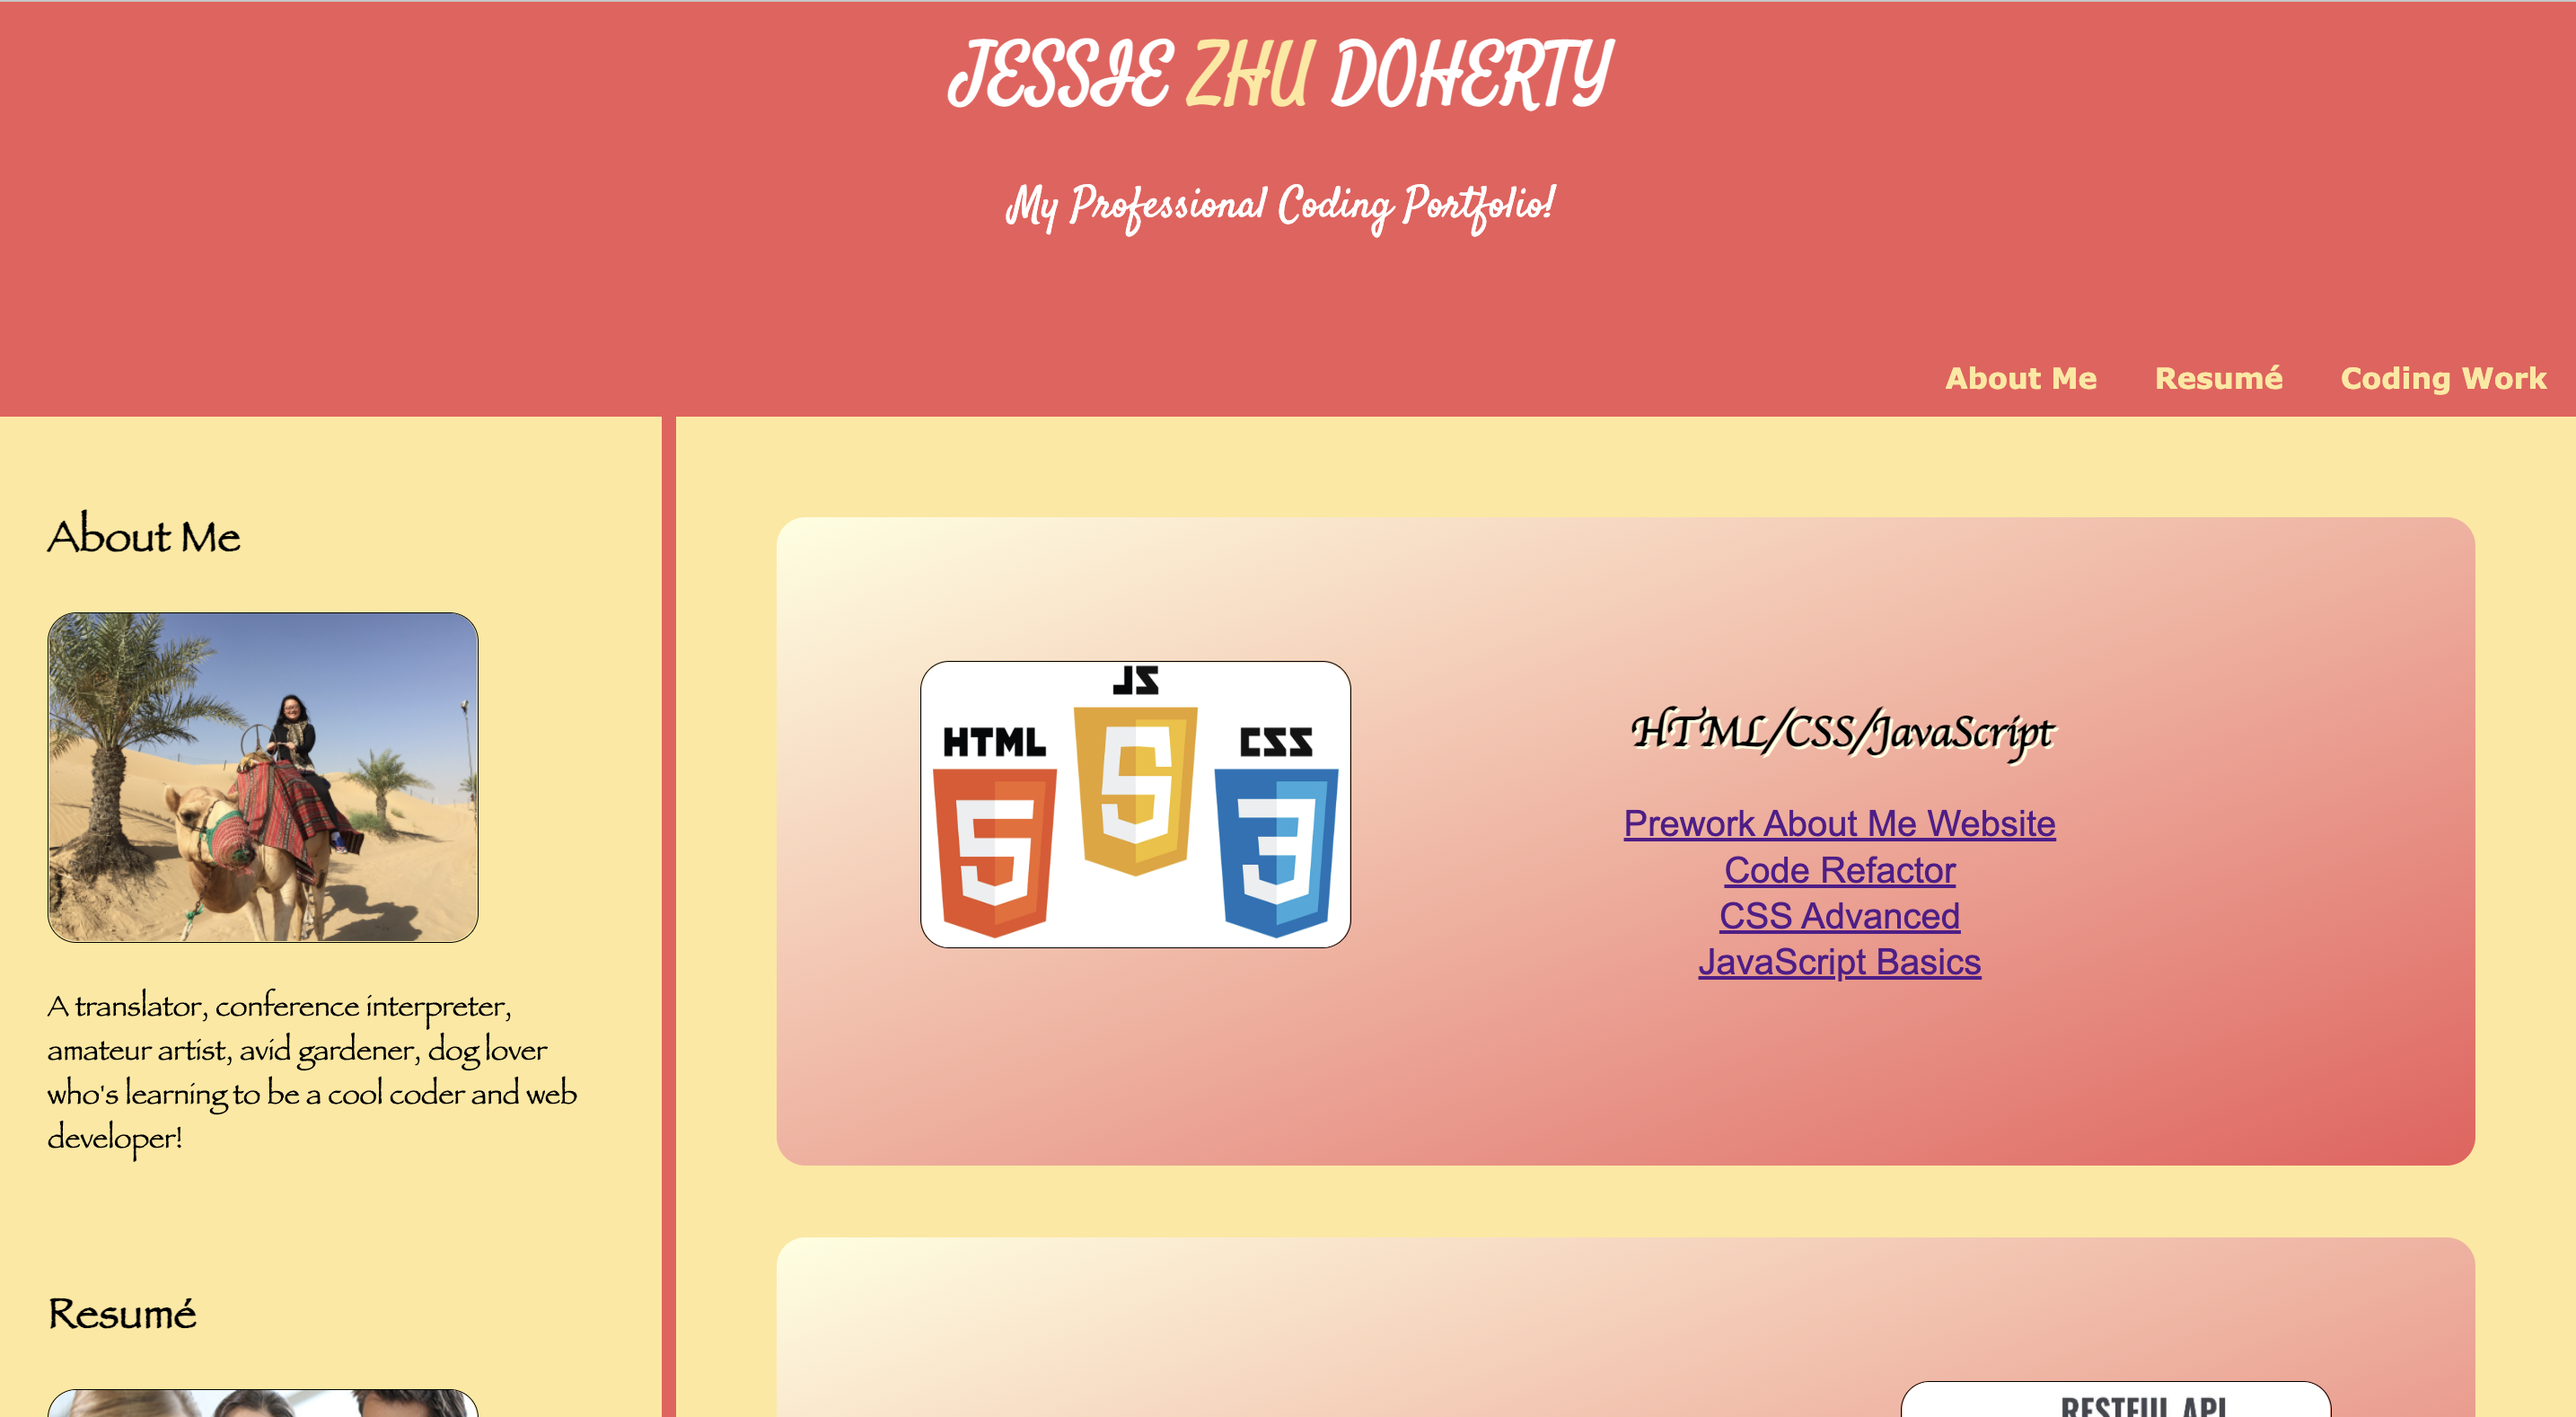 JESSIE ZHU DOHERTY
My Professional Coding Portfolio!
About Me Resumé Coding Work
About Me
A translator, conference interpreter,
amateur artist, avid gardener, dog lover
who's learning to be a cool coder and web
developer!
Resumé
JS
HTML
CSS
5
5
3
HTML/CSS/JavaScript
Prework About Me Website
Code Refactor
CSS Advanced
JavaScript Basics
RESTFUL API